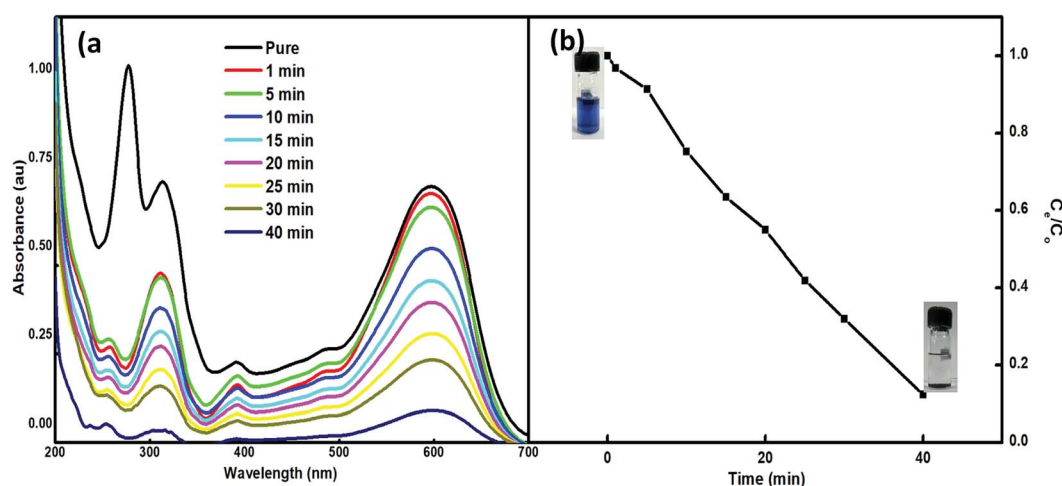 (a
Pure
1 min
5 min
10 min
15 min
20 min
25 min
30 min
40 min
1.00
0.75
0.50
0.25
0.00
Absorbance (au)
200
300
400
500
600
700
Wavelength (nm)
(b)
1.0
0.8
0.6
0.4
0.2
0.0
Ce/Co
0
20
40
Time (min)